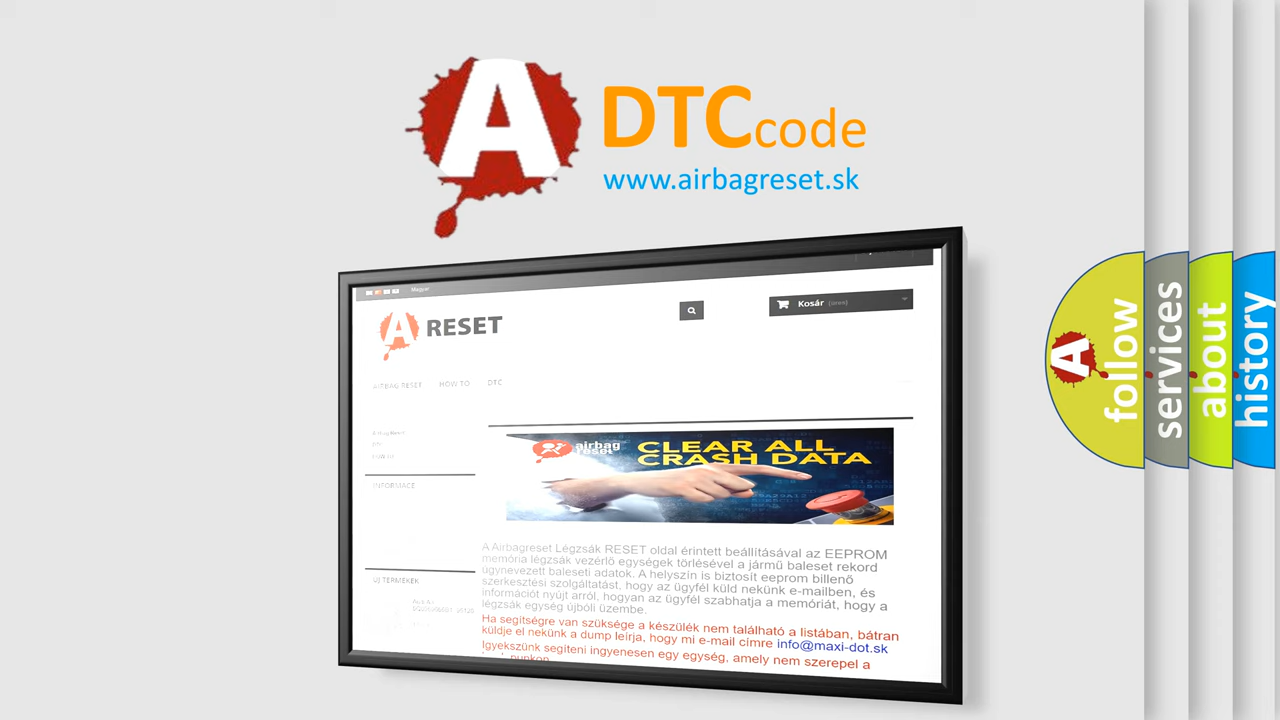 A DTC code
www.airbagreset.sk
Magyar
Kosár (üres)
A RESET
AIRBAG RESET HOW TO DTC
airbag reset
CLEAR ALL
CRASH DATA
INFORMACE
A Airbagreset Légzsák RESET oldal érintett beállításával az EEPROM
memória légzsák vezérlő egységek törlésével a jármű baleset rekord
úgynevezett baleseti adatok. A helyszín is biztosít eeprom billenő
szerkesztési szolgáltatást, hogy az ügyfél küld nekünk e-mailben, és
információt nyújt arról, hogyan az ügyfél szabhatja a memóriát, hogy a
légzsák egység újbóli üzembe.
ÚJ TERMÉKEK
Ha segítségre van szüksége a készülék nem található a listában, bátran
küldje el nekünk a dump leírja, hogy mi e-mail címre info@maxi-dot.sk
Igyekszünk segíteni ingyenesen egy egység, amely nem szerepel a
A follow
services
about
history